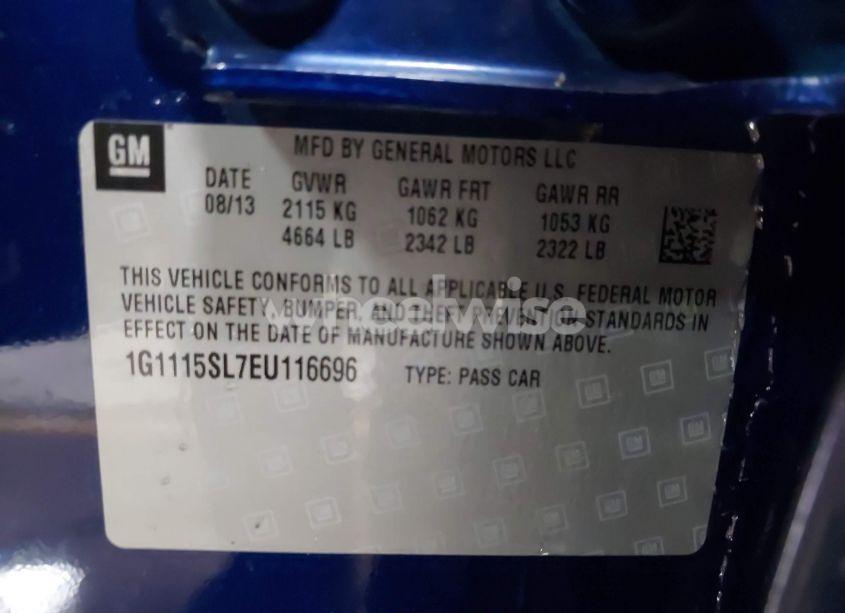 GM
MFD BY GENERAL MOTORS LLC
DATE GVWR GAWR FRT GAWR RR
08/13 2115 KG 1062 KG 1053 KG
4664 LB 2342 LB 2322 LB
THIS VEHICLE CONFORMS TO ALL APPLICABLE U.S. FEDERAL MOTOR
VEHICLE SAFETY, BUMPER, AND THEFT PREVENTION STANDARDS IN
EFFECT ON THE DATE OF MANUFACTURE SHOWN ABOVE.
1G1115SL7EU116696 TYPE: PASS CAR